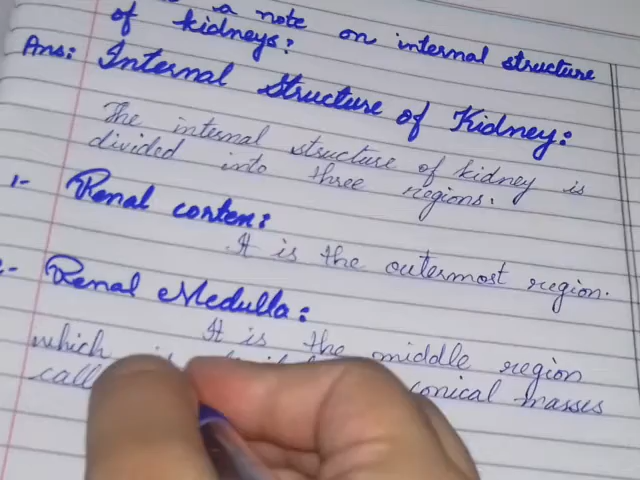 a note on internal structure
of kidneys?
Ans: Internal Structure of Kidney:
The internal structure of kidney is
divided into three regions.
1- Renal corten:
It is the outermost region.
- Renal Medulla:
It is the middle region
which conical masses